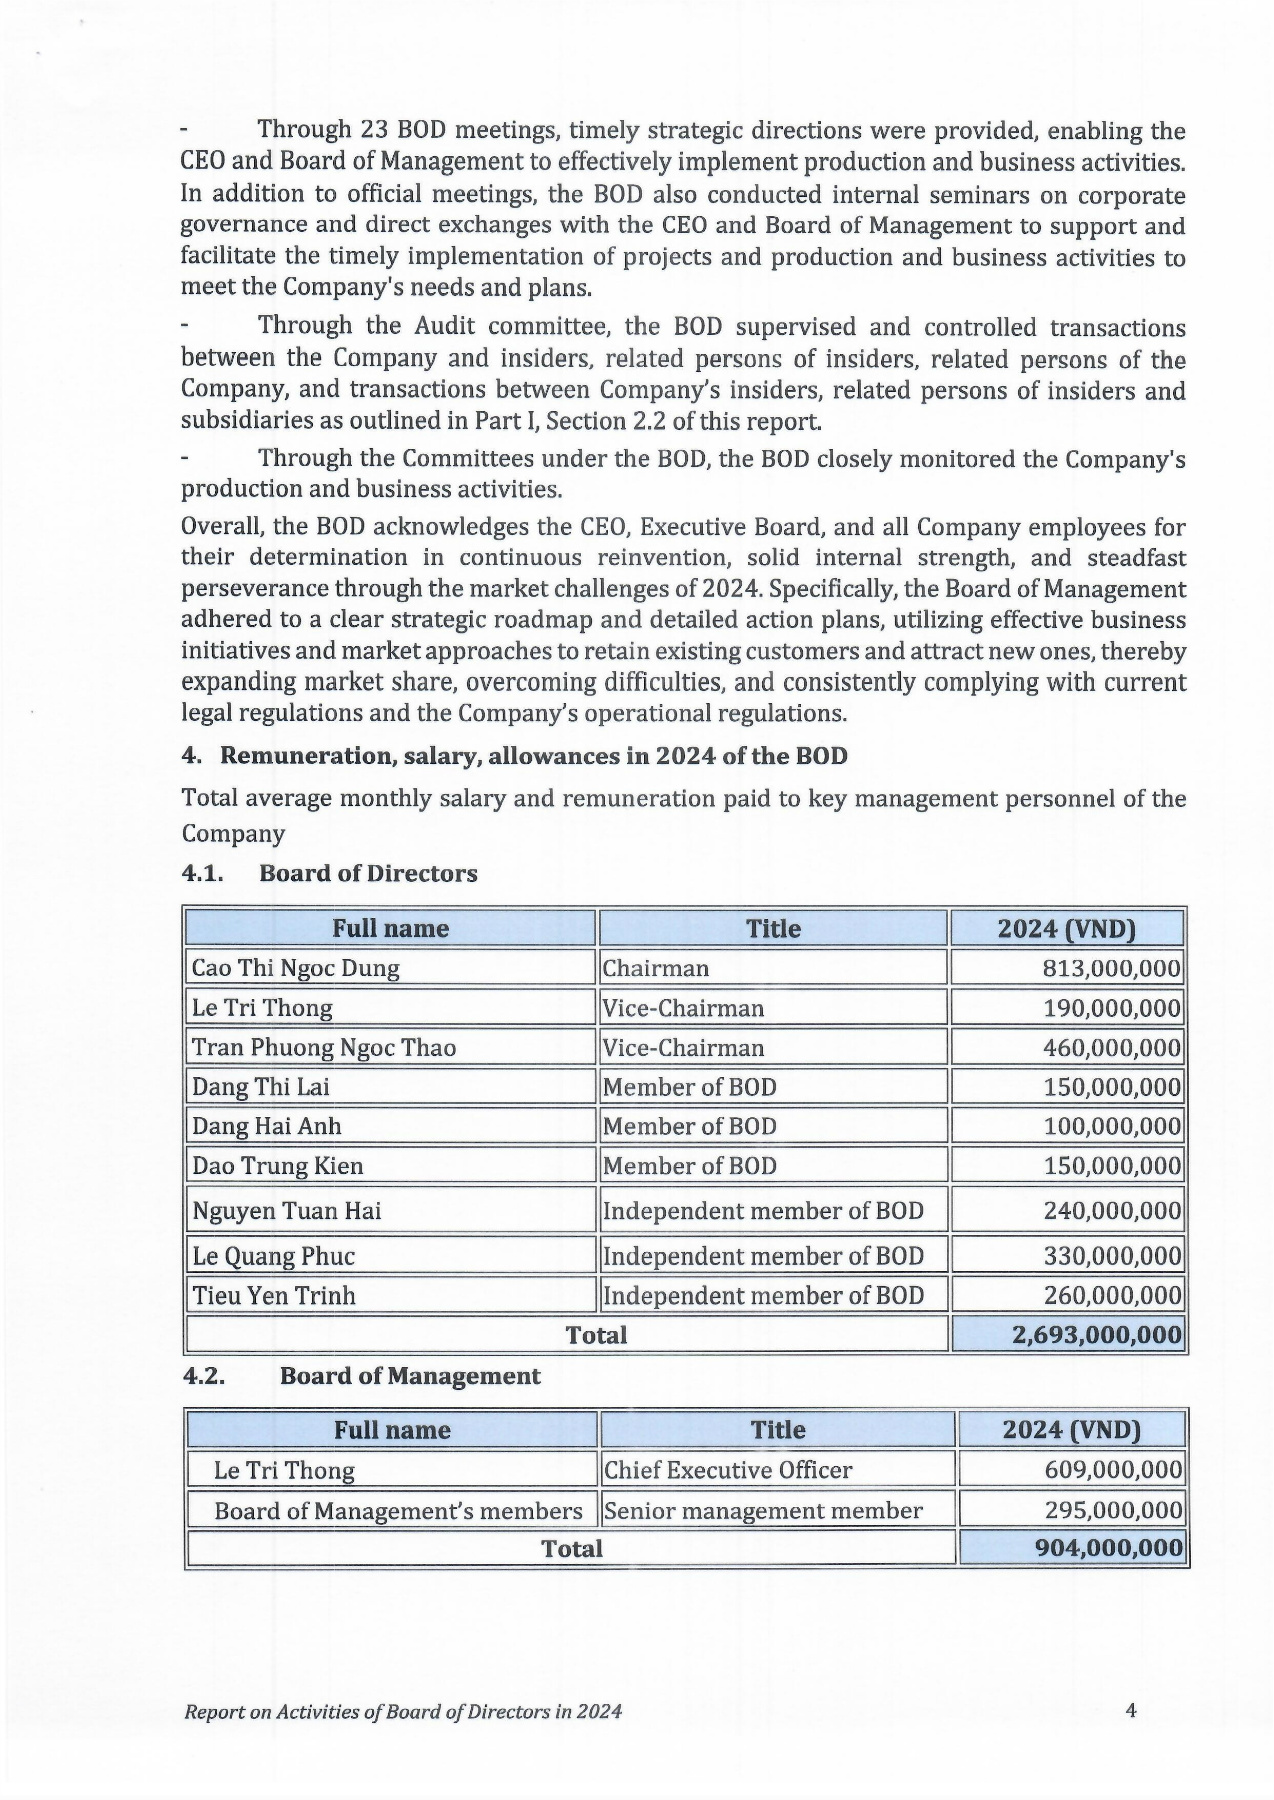 - Through 23 BOD meetings, timely strategic directions were provided, enabling the
CEO and Board of Management to effectively implement production and business activities.
In addition to official meetings, the BOD also conducted internal seminars on corporate
governance and direct exchanges with the CEO and Board of Management to support and
facilitate the timely implementation of projects and production and business activities to
meet the Company's needs and plans.
- Through the Audit committee, the BOD supervised and controlled transactions
between the Company and insiders, related persons of insiders, related persons of the
Company, and transactions between Company's insiders, related persons of insiders and
subsidiaries as outlined in Part I, Section 2.2 of this report.
- Through the Committees under the BOD, the BOD closely monitored the Company's
production and business activities.
Overall, the BOD acknowledges the CEO, Executive Board, and all Company employees for
their determination in continuous reinvention, solid internal strength, and steadfast
perseverance through the market challenges of 2024. Specifically, the Board of Management
adhered to a clear strategic roadmap and detailed action plans, utilizing effective business
initiatives and market approaches to retain existing customers and attract new ones, thereby
expanding market share, overcoming difficulties, and consistently complying with current
legal regulations and the Company's operational regulations.
4. Remuneration, salary, allowances in 2024 of the BOD
Total average monthly salary and remuneration paid to key management personnel of the
Company
4.1. Board of Directors
Full name Title 2024 (VND)
Cao Thi Ngoc Dung Chairman 813,000,000
Le Tri Thong Vice-Chairman 190,000,000
Tran Phuong Ngoc Thao Vice-Chairman 460,000,000
Dang Thi Lai Member of BOD 150,000,000
Dang Hai Anh Member of BOD 100,000,000
Dao Trung Kien Member of BOD 150,000,000
Nguyen Tuan Hai Independent member of BOD 240,000,000
Le Quang Phuc Independent member of BOD 330,000,000
Tieu Yen Trinh Independent member of BOD 260,000,000
Total 2,693,000,000
4.2. Board of Management
Full name Title 2024 (VND)
Le Tri Thong Chief Executive Officer 609,000,000
Board of Management's members Senior management member 295,000,000
Total 904,000,000
Report on Activities of Board of Directors in 2024 4